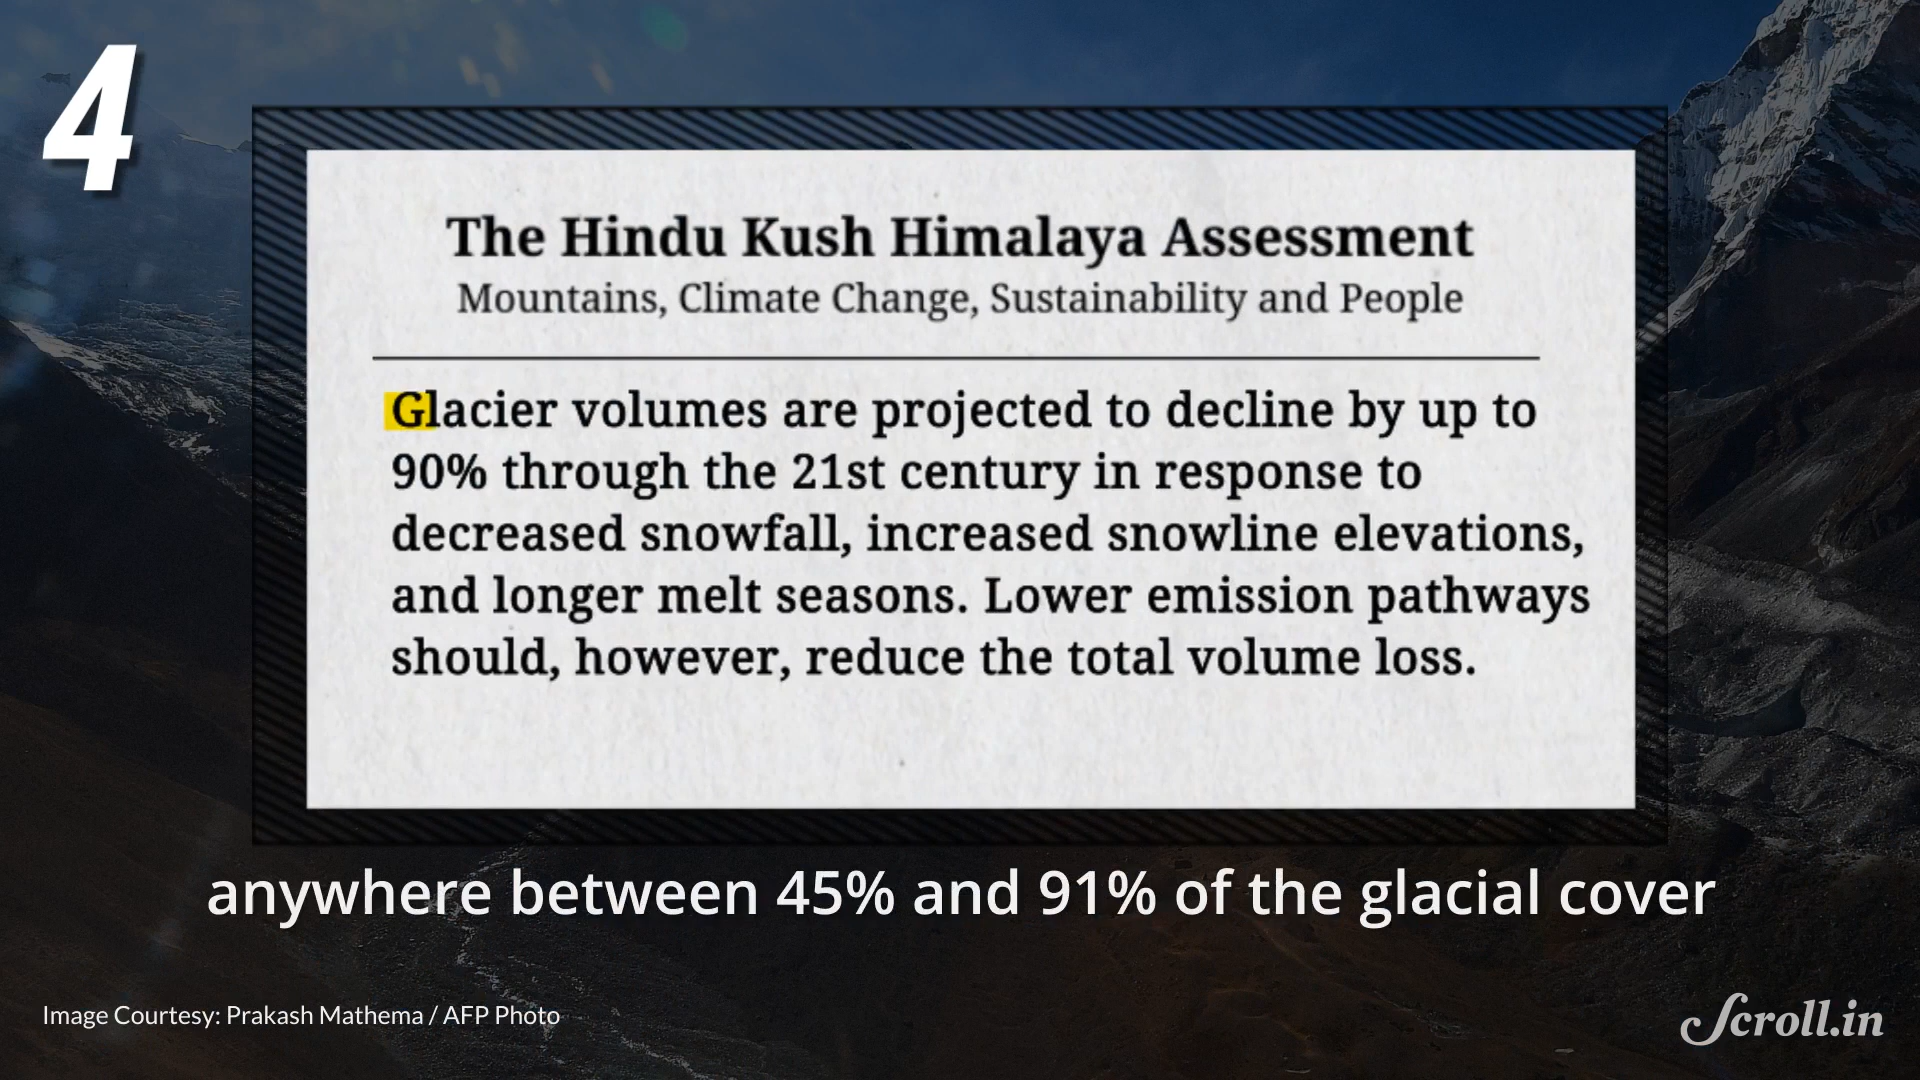 4
The Hindu Kush Himalaya Assessment
Mountains, Climate Change, Sustainability and People
Glacier volumes are projected to decline by up to
90% through the 21st century in response to
decreased snowfall, increased snowline elevations,
and longer melt seasons. Lower emission pathways
should, however, reduce the total volume loss.
anywhere between 45% and 91% of the glacial cover
Image Courtesy: Prakash Mathema / AFP Photo
Scroll.in